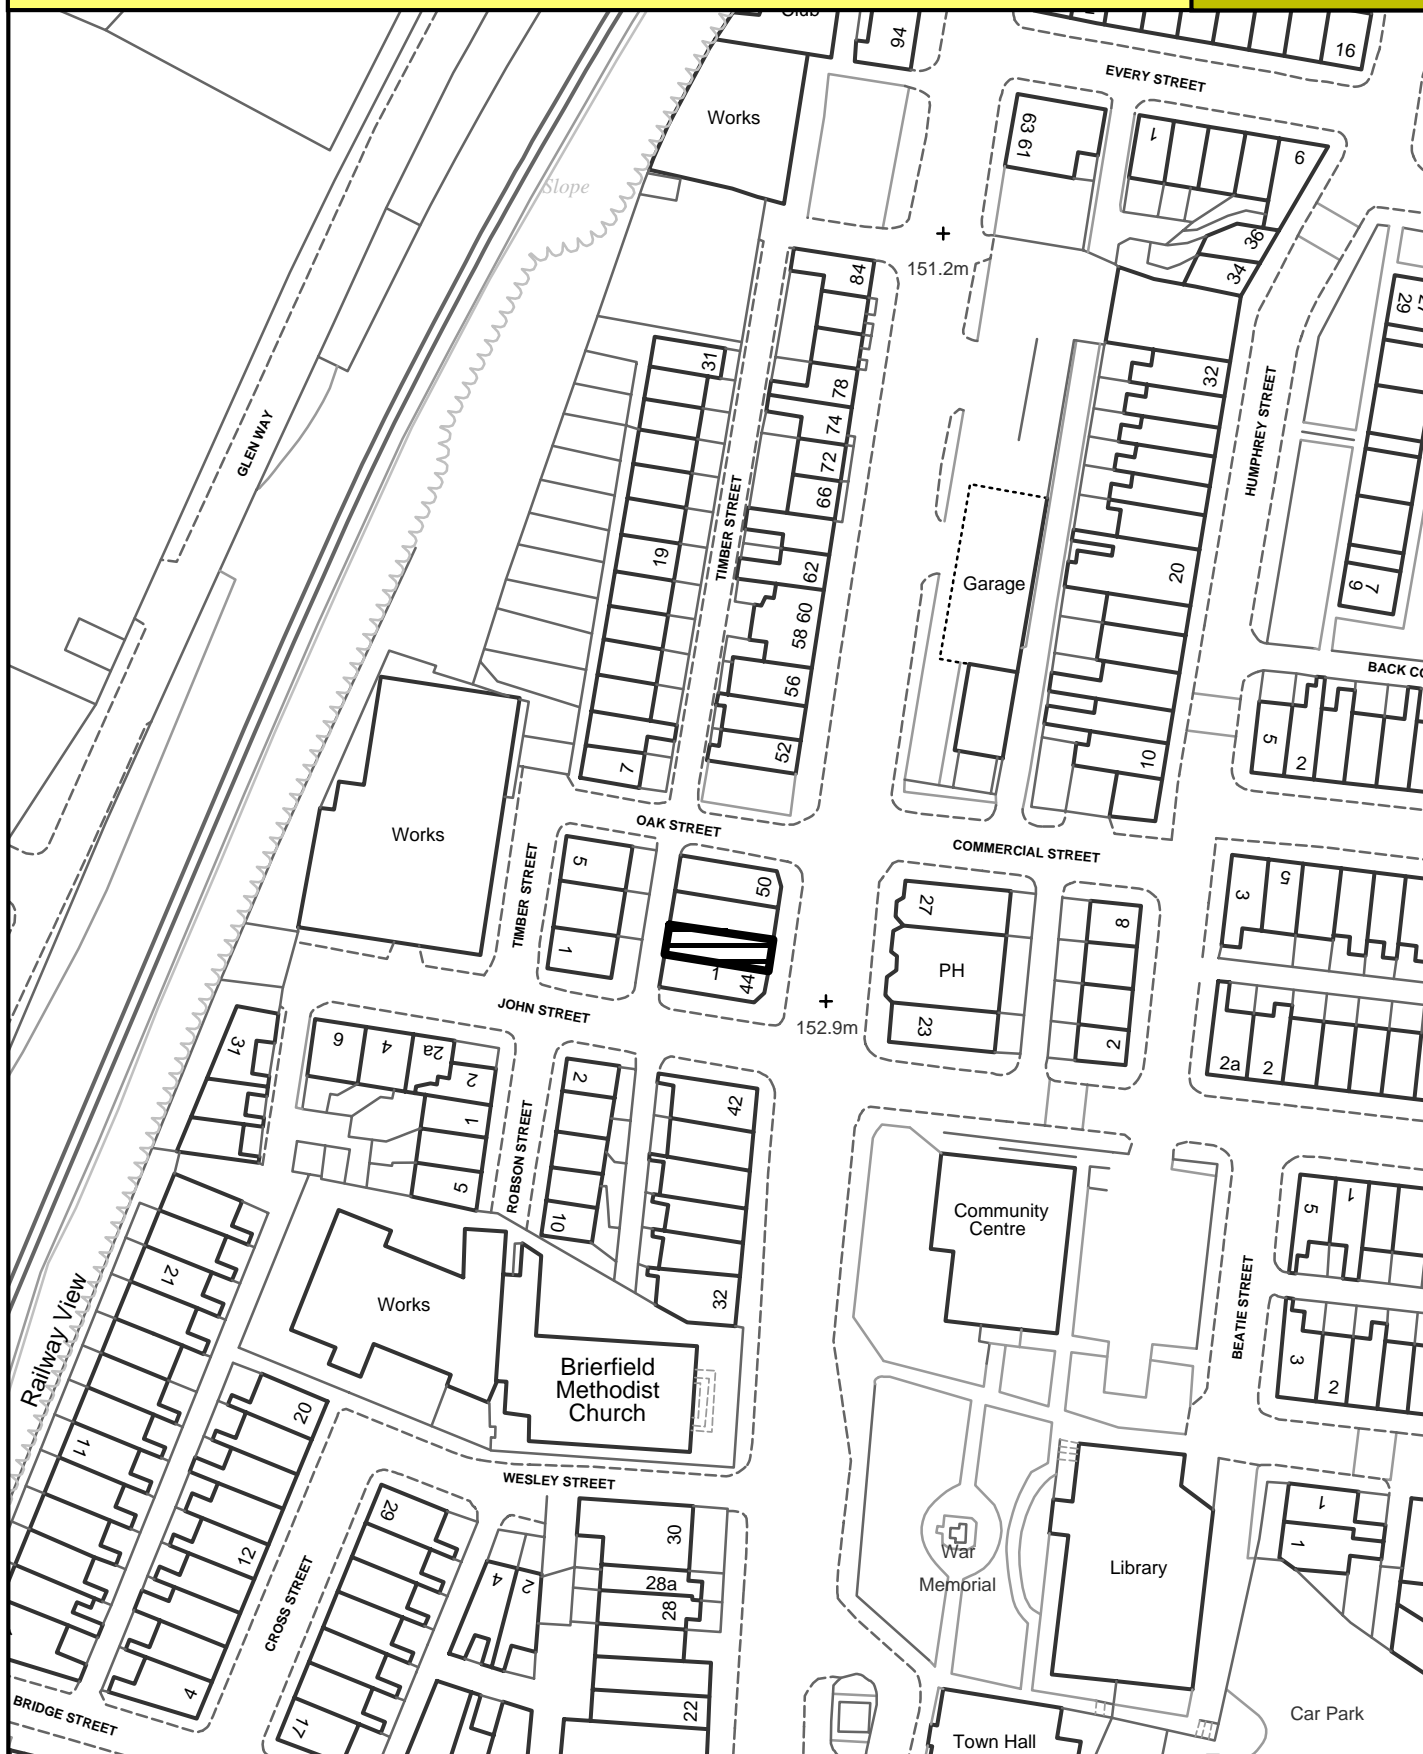 94
16
EVERY STREET
Works
63 61
1
6
Slope
36
151.2m
34
84
29
31
32
78
HUMPHREY STREET
74
GLEN WAY
72
66
TIMBER STREET
19
62
20
Garage
7
9
58 60
56
BACK CO
52
10
5
2
7
OAK STREET
Works
COMMERCIAL STREET
TIMBER STREET
5
50
27
8
3
5
1
PH
1
44
JOHN STREET
152.9m
23
2
2a
2
31
6
4
2a
2
2
42
1
ROBSON STREET
5
10
Community
Centre
5
1
21
Works
32
BEATIE STREET
Railway View
Brierfield
Methodist
Church
3
2
20
11
WESLEY STREET
29
30
1
12
28a
War
Memorial
Library
1
4
2
28
CROSS STREET
4
22
BRIDGE STREET
17
Car Park
Town Hall